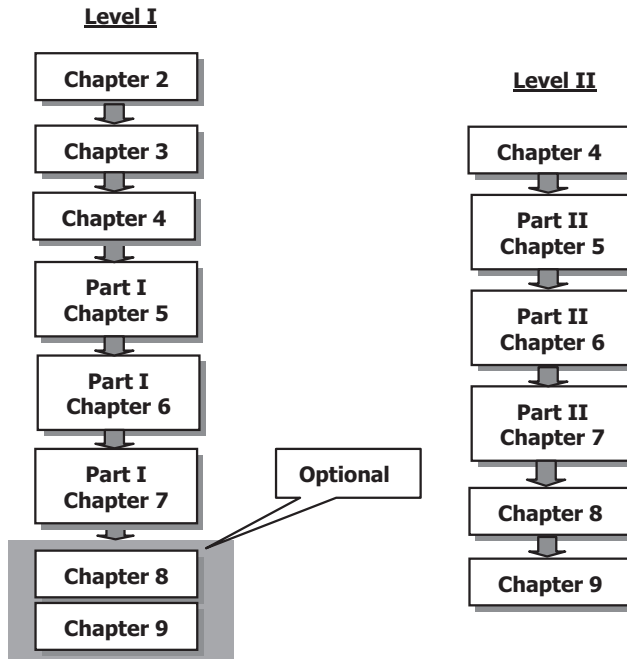 Level I
Chapter 2
Chapter 3
Chapter 4
Part I
Chapter 5
Part I
Chapter 6
Part I
Chapter 7
Optional
Chapter 8
Chapter 9
Level II
Chapter 4
Part II
Chapter 5
Part II
Chapter 6
Part II
Chapter 7
Chapter 8
Chapter 9